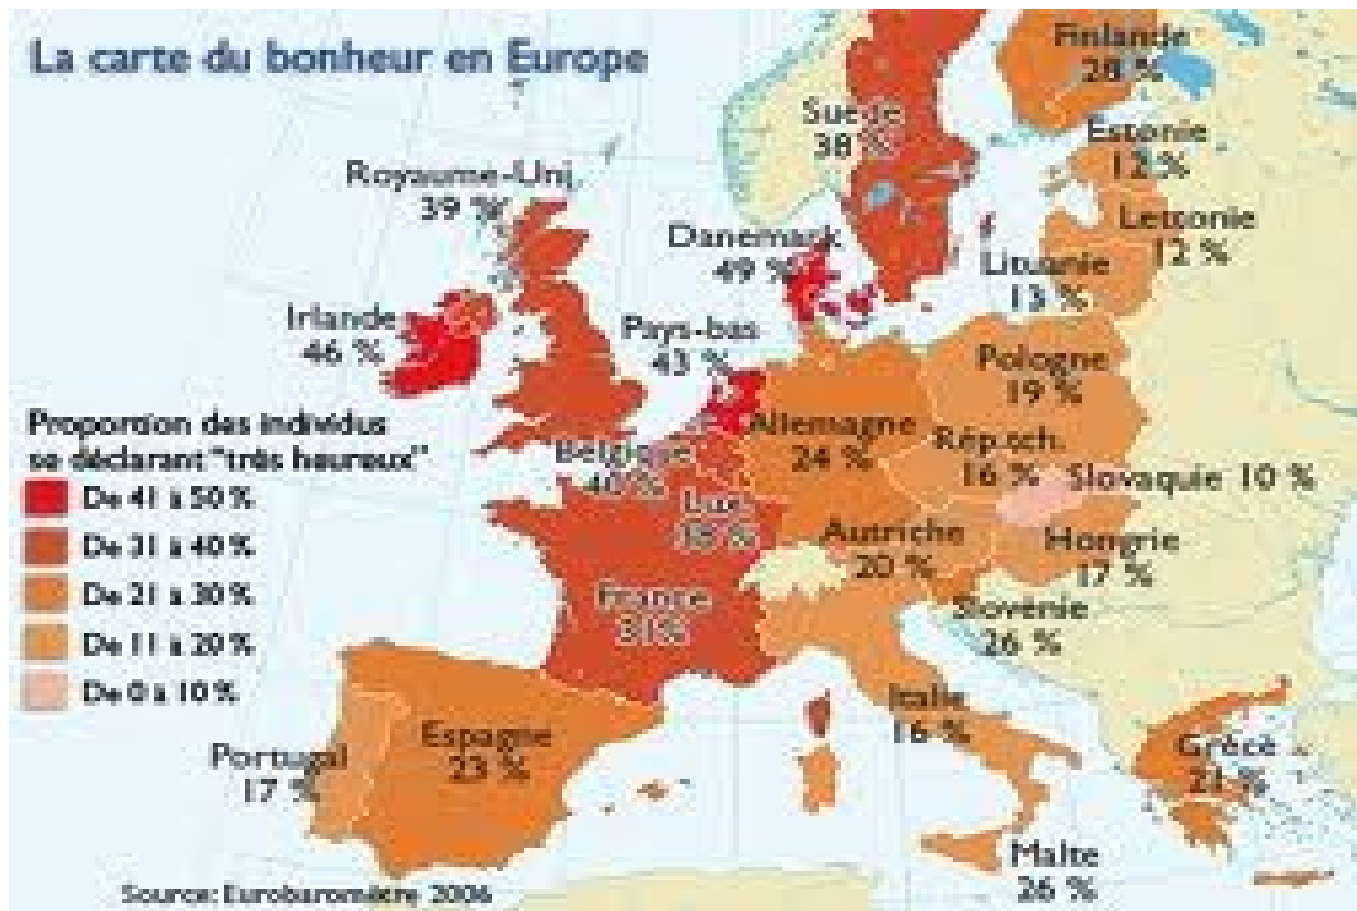 La carte du bonheur en Europe
Finlande
28 %
Suède
38 %
Estonie
12 %
Royaume-Uni
39 %
Lettonie
12 %
Danemark
49 %
Lituanie
13 %
Irlande
46 %
Pays-bas
43 %
Pologne
19 %
Proportion des individus
se déclarant "très heureux"
De 41 à 50 %
De 31 à 40 %
De 21 à 30 %
De 11 à 20 %
De 0 à 10 %
Allemagne
24 %
Belgique
40 %
Rép.tch.
16 %
Slovaquie 10 %
Lux.
Autriche
20 %
Hongrie
17 %
France
31%
Slovénie
26 %
Italie
16 %
Espagne
23 %
Portugal
17 %
Grèce
Malte
26 %
Source: Eurobaromètre 2006